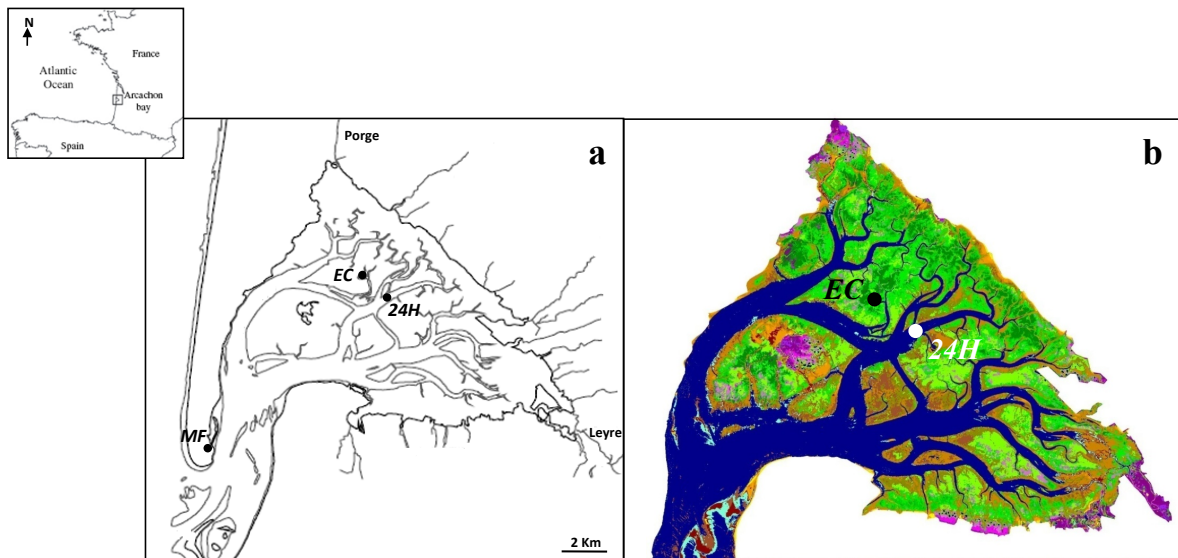 N
France
Atlantic
Ocean
Arcachon
bay
Spain
Porge
a
b
EC
24H
MF
Leyre
2 Km
EC
24H